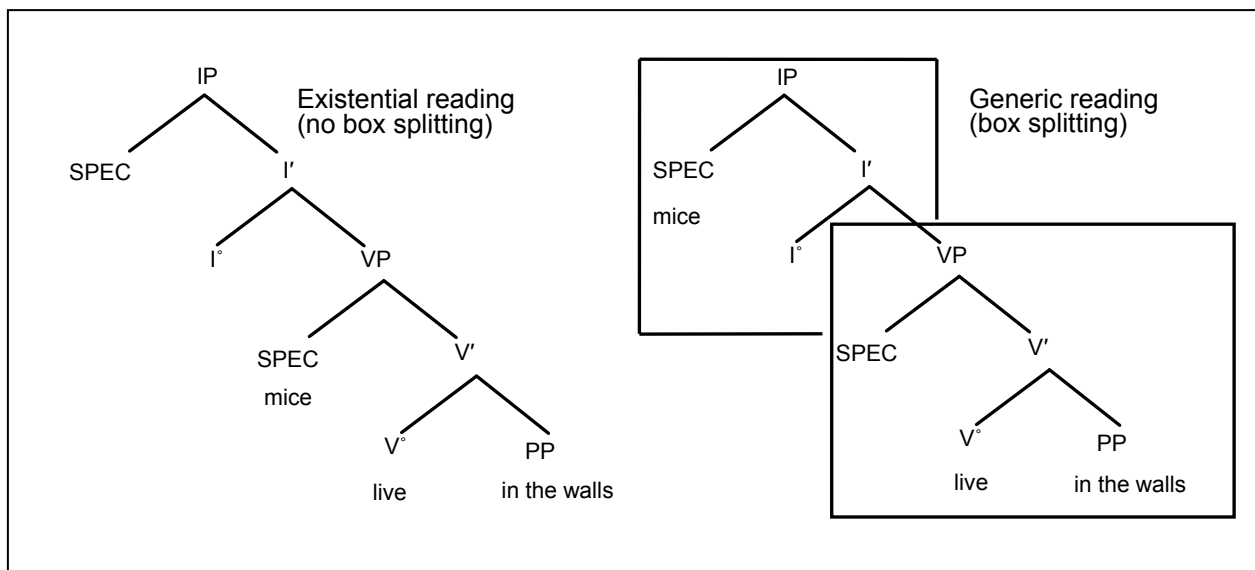 IP
Existential reading
(no box splitting)
SPEC
I′
I°
VP
SPEC
mice
V′
V°
PP
live
in the walls
IP
Generic reading
(box splitting)
SPEC
mice
I′
I°
VP
SPEC
V′
V°
PP
live
in the walls